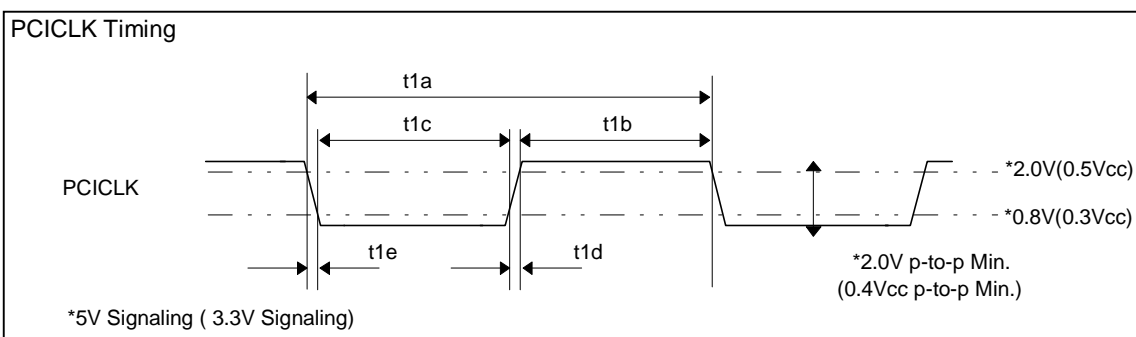 PCICLK Timing
t1a
t1c
t1b
PCICLK
*2.0V(0.5Vcc)
*0.8V(0.3Vcc)
t1e
t1d
*2.0V p-to-p Min.
(0.4Vcc p-to-p Min.)
*5V Signaling ( 3.3V Signaling)